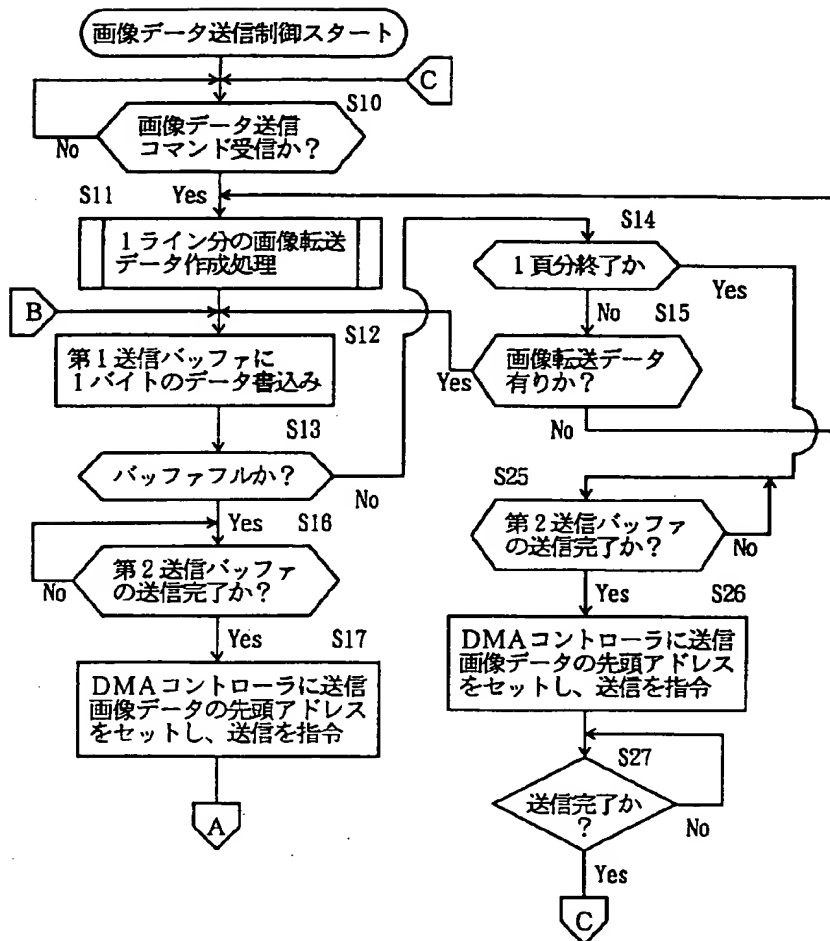 画像データ送信制御スタート
C
S10
画像データ送信
コマンド受信か？
No
Yes
S11
1ライン分の画像転送
データ作成処理
B
S12
第1送信バッファに
1バイトのデータ書込み
S13
バッファフルか？
No
Yes
S16
第2送信バッファ
の送信完了か？
No
Yes
S17
DMAコントローラに送信
画像データの先頭アドレス
をセットし、送信を指令
A
S14
1頁分終了か
Yes
No
S15
画像転送データ
有りか？
Yes
No
S25
第2送信バッファ
の送信完了か？
No
Yes
S26
DMAコントローラに送信
画像データの先頭アドレス
をセットし、送信を指令
S27
送信完了か
？
No
Yes
C